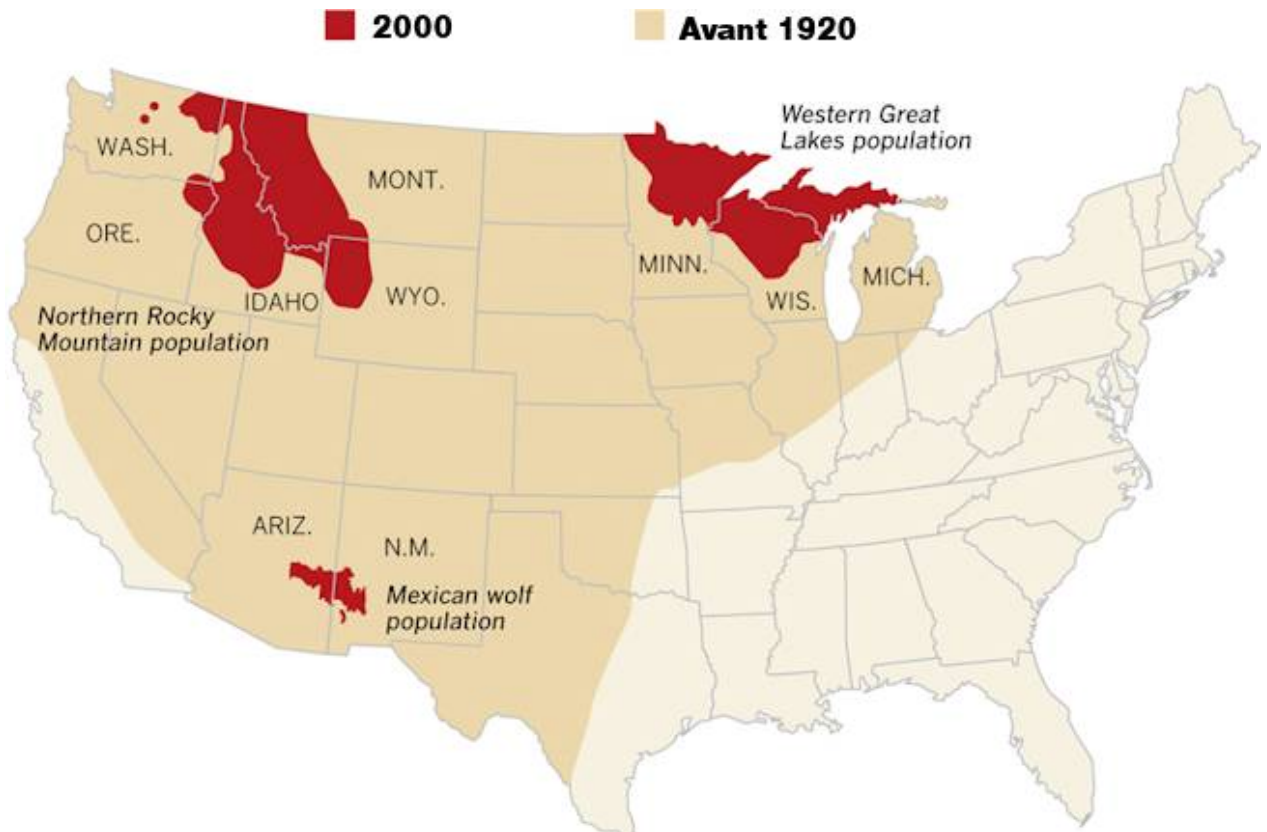 2000
Avant 1920
Western Great
Lakes population
WASH.
MONT.
ORE.
MINN.
MICH.
IDAHO
WYO.
WIS.
Northern Rocky
Mountain population
ARIZ.
N.M.
Mexican wolf
population